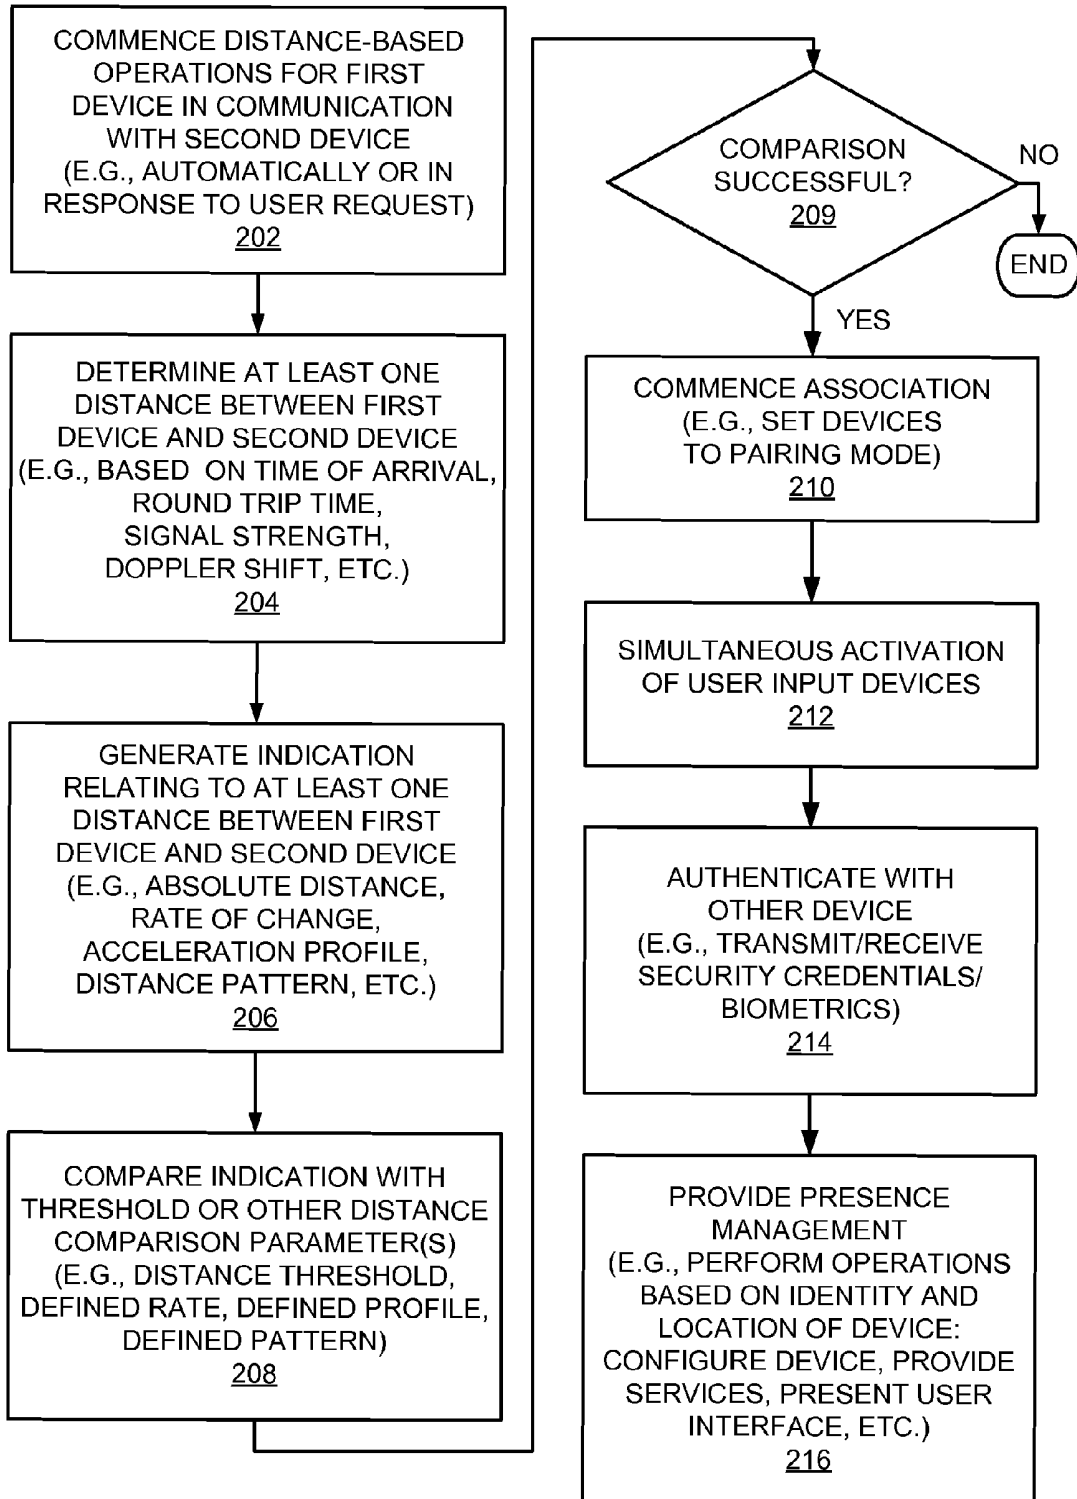 COMMENCE DISTANCE-BASED
OPERATIONS FOR FIRST
DEVICE IN COMMUNICATION
WITH SECOND DEVICE
(E.G., AUTOMATICALLY OR IN
RESPONSE TO USER REQUEST)
202
DETERMINE AT LEAST ONE
DISTANCE BETWEEN FIRST
DEVICE AND SECOND DEVICE
(E.G., BASED ON TIME OF ARRIVAL,
ROUND TRIP TIME,
SIGNAL STRENGTH,
DOPPLER SHIFT, ETC.)
204
GENERATE INDICATION
RELATING TO AT LEAST ONE
DISTANCE BETWEEN FIRST
DEVICE AND SECOND DEVICE
(E.G., ABSOLUTE DISTANCE,
RATE OF CHANGE,
ACCELERATION PROFILE,
DISTANCE PATTERN, ETC.)
206
COMPARE INDICATION WITH
THRESHOLD OR OTHER DISTANCE
COMPARISON PARAMETER(S)
(E.G., DISTANCE THRESHOLD,
DEFINED RATE, DEFINED PROFILE,
DEFINED PATTERN)
208
COMPARISON
SUCCESSFUL?
209
NO
END
YES
COMMENCE ASSOCIATION
(E.G., SET DEVICES
TO PAIRING MODE)
210
SIMULTANEOUS ACTIVATION
OF USER INPUT DEVICES
212
AUTHENTICATE WITH
OTHER DEVICE
(E.G., TRANSMIT/RECEIVE
SECURITY CREDENTIALS/
BIOMETRICS)
214
PROVIDE PRESENCE
MANAGEMENT
(E.G., PERFORM OPERATIONS
BASED ON IDENTITY AND
LOCATION OF DEVICE:
CONFIGURE DEVICE, PROVIDE
SERVICES, PRESENT USER
INTERFACE, ETC.)
216